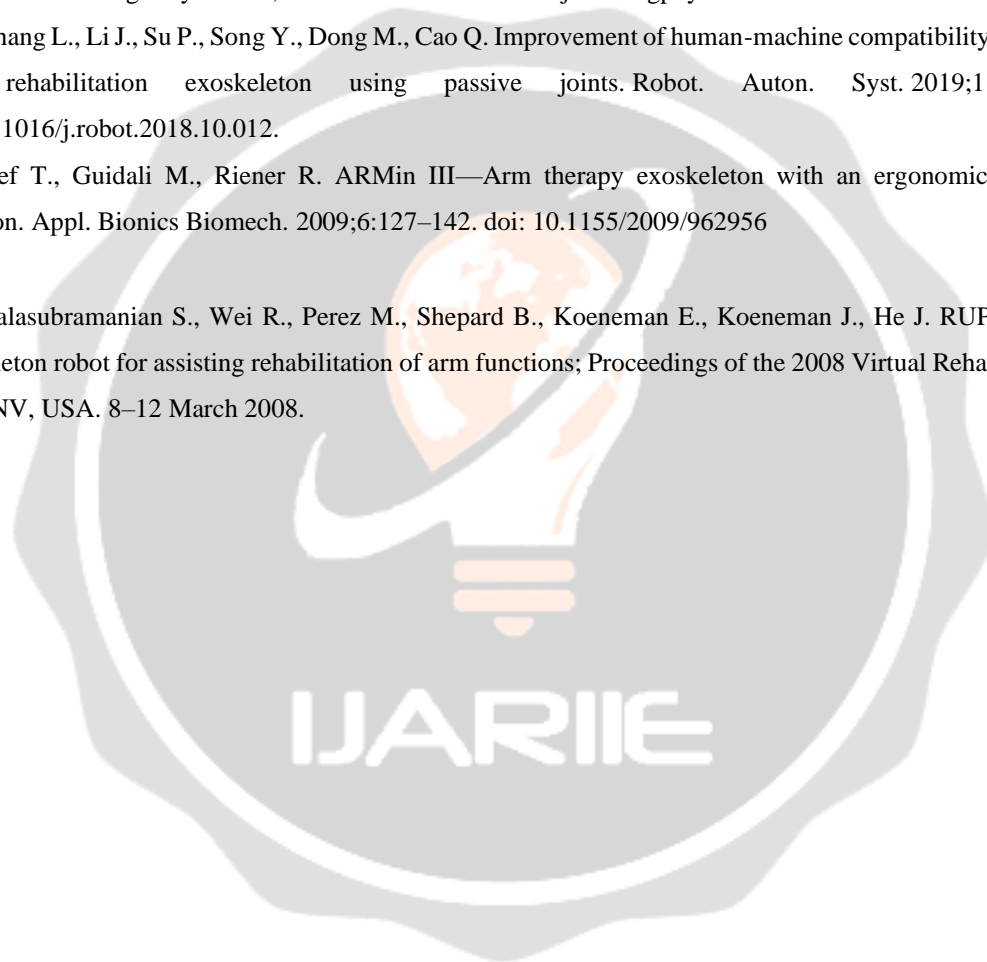 hang L., Li J., Su P., Song Y., Dong M., Cao Q. Improvement of human-machine compatibility
rehabilitation exoskeleton using passive joints. Robot. Auton. Syst. 2019;1
1016/j.robot.2018.10.012.
ef T., Guidali M., Riener R. ARMin III—Arm therapy exoskeleton with an ergonomic
on. Appl. Bionics Biomech. 2009;6:127–142. doi: 10.1155/2009/962956
alasubramanian S., Wei R., Perez M., Shepard B., Koeneman E., Koeneman J., He J. RUP
eton robot for assisting rehabilitation of arm functions; Proceedings of the 2008 Virtual Reha
NV, USA. 8–12 March 2008.
IJARIIE